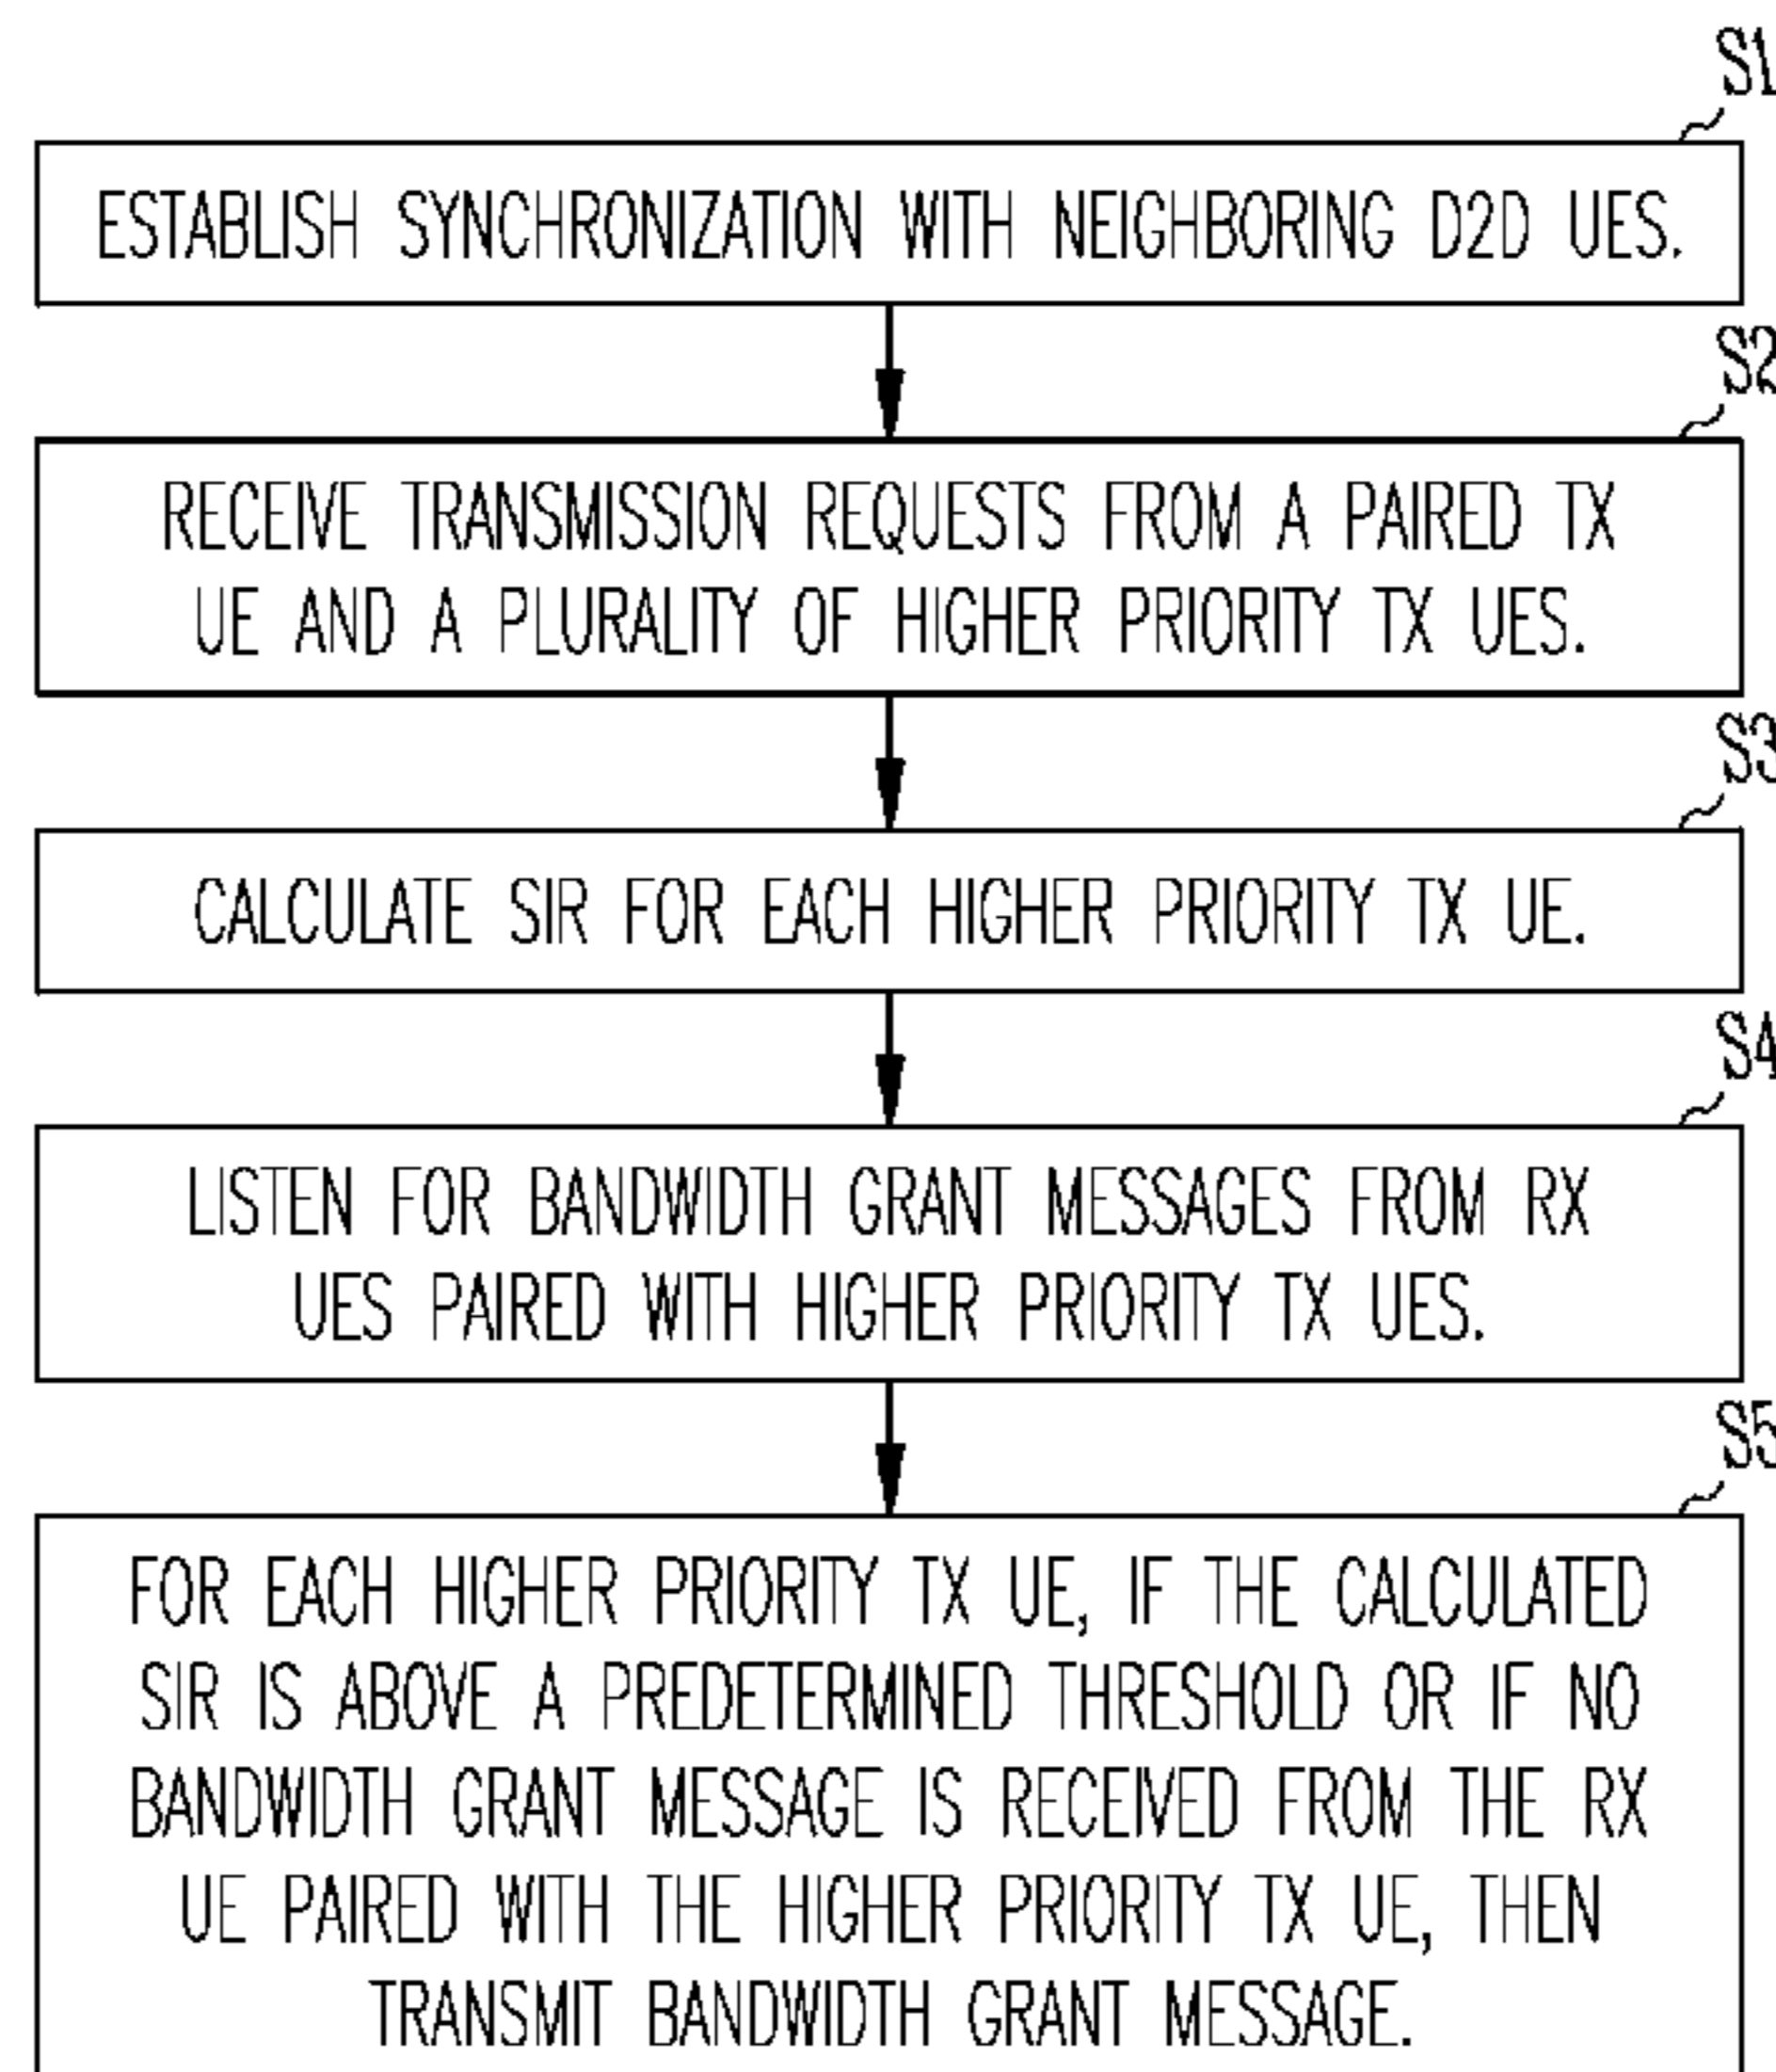 S1
ESTABLISH SYNCHRONIZATION WITH NEIGHBORING D2D UES.
S2
RECEIVE TRANSMISSION REQUESTS FROM A PAIRED TX
UE AND A PLURALITY OF HIGHER PRIORITY TX UES.
S3
CALCULATE SIR FOR EACH HIGHER PRIORITY TX UE.
S4
LISTEN FOR BANDWIDTH GRANT MESSAGES FROM RX
UES PAIRED WITH HIGHER PRIORITY TX UES.
S5
FOR EACH HIGHER PRIORITY TX UE, IF THE CALCULATED
SIR IS ABOVE A PREDETERMINED THRESHOLD OR IF NO
BANDWIDTH GRANT MESSAGE IS RECEIVED FROM THE RX
UE PAIRED WITH THE HIGHER PRIORITY TX UE, THEN
TRANSMIT BANDWIDTH GRANT MESSAGE.